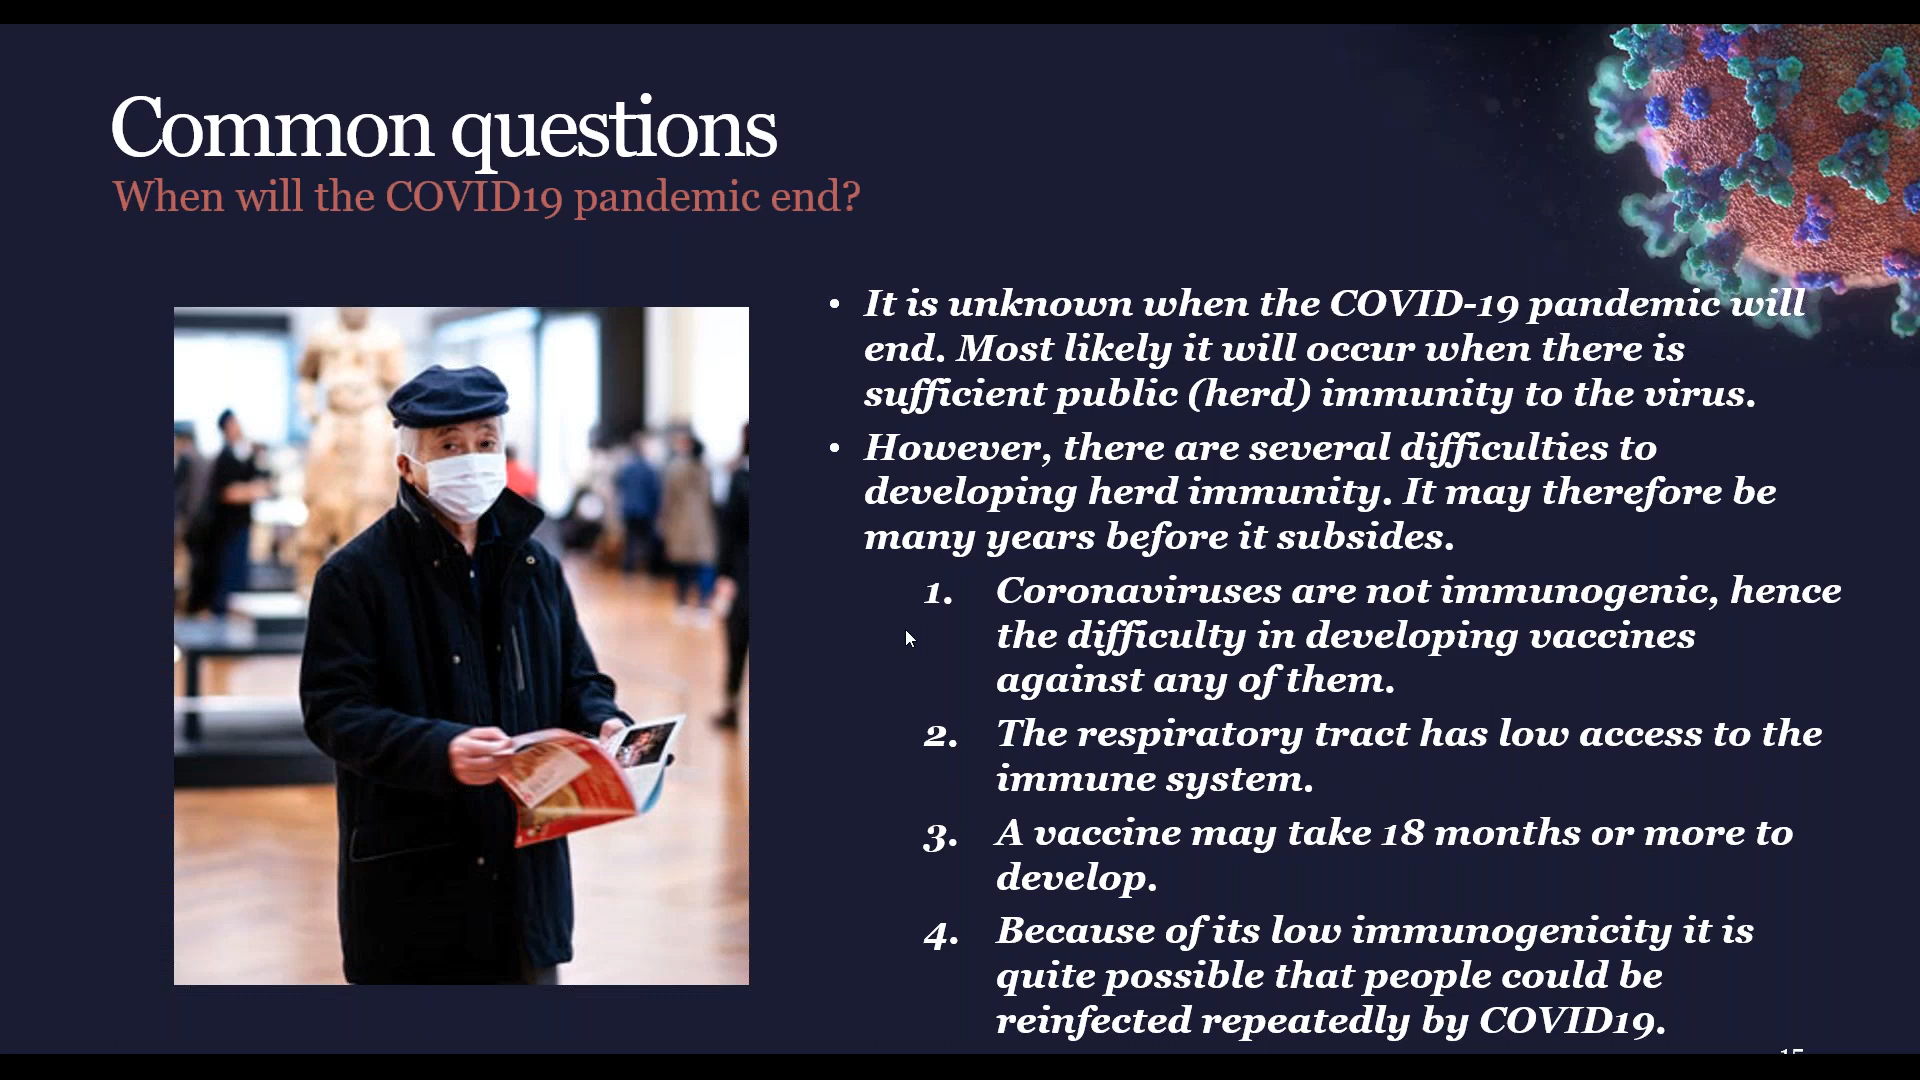 Common questions
When will the COVID19 pandemic end?
• It is unknown when the COVID-19 pandemic will
end. Most likely it will occur when there is
sufficient public (herd) immunity to the virus.
• However, there are several difficulties to
developing herd immunity. It may therefore be
many years before it subsides.
1. Coronaviruses are not immunogenic, hence
the difficulty in developing vaccines
against any of them.
2. The respiratory tract has low access to the
immune system.
3. A vaccine may take 18 months or more to
develop.
4. Because of its low immunogenicity it is
quite possible that people could be
reinfected repeatedly by COVID19.